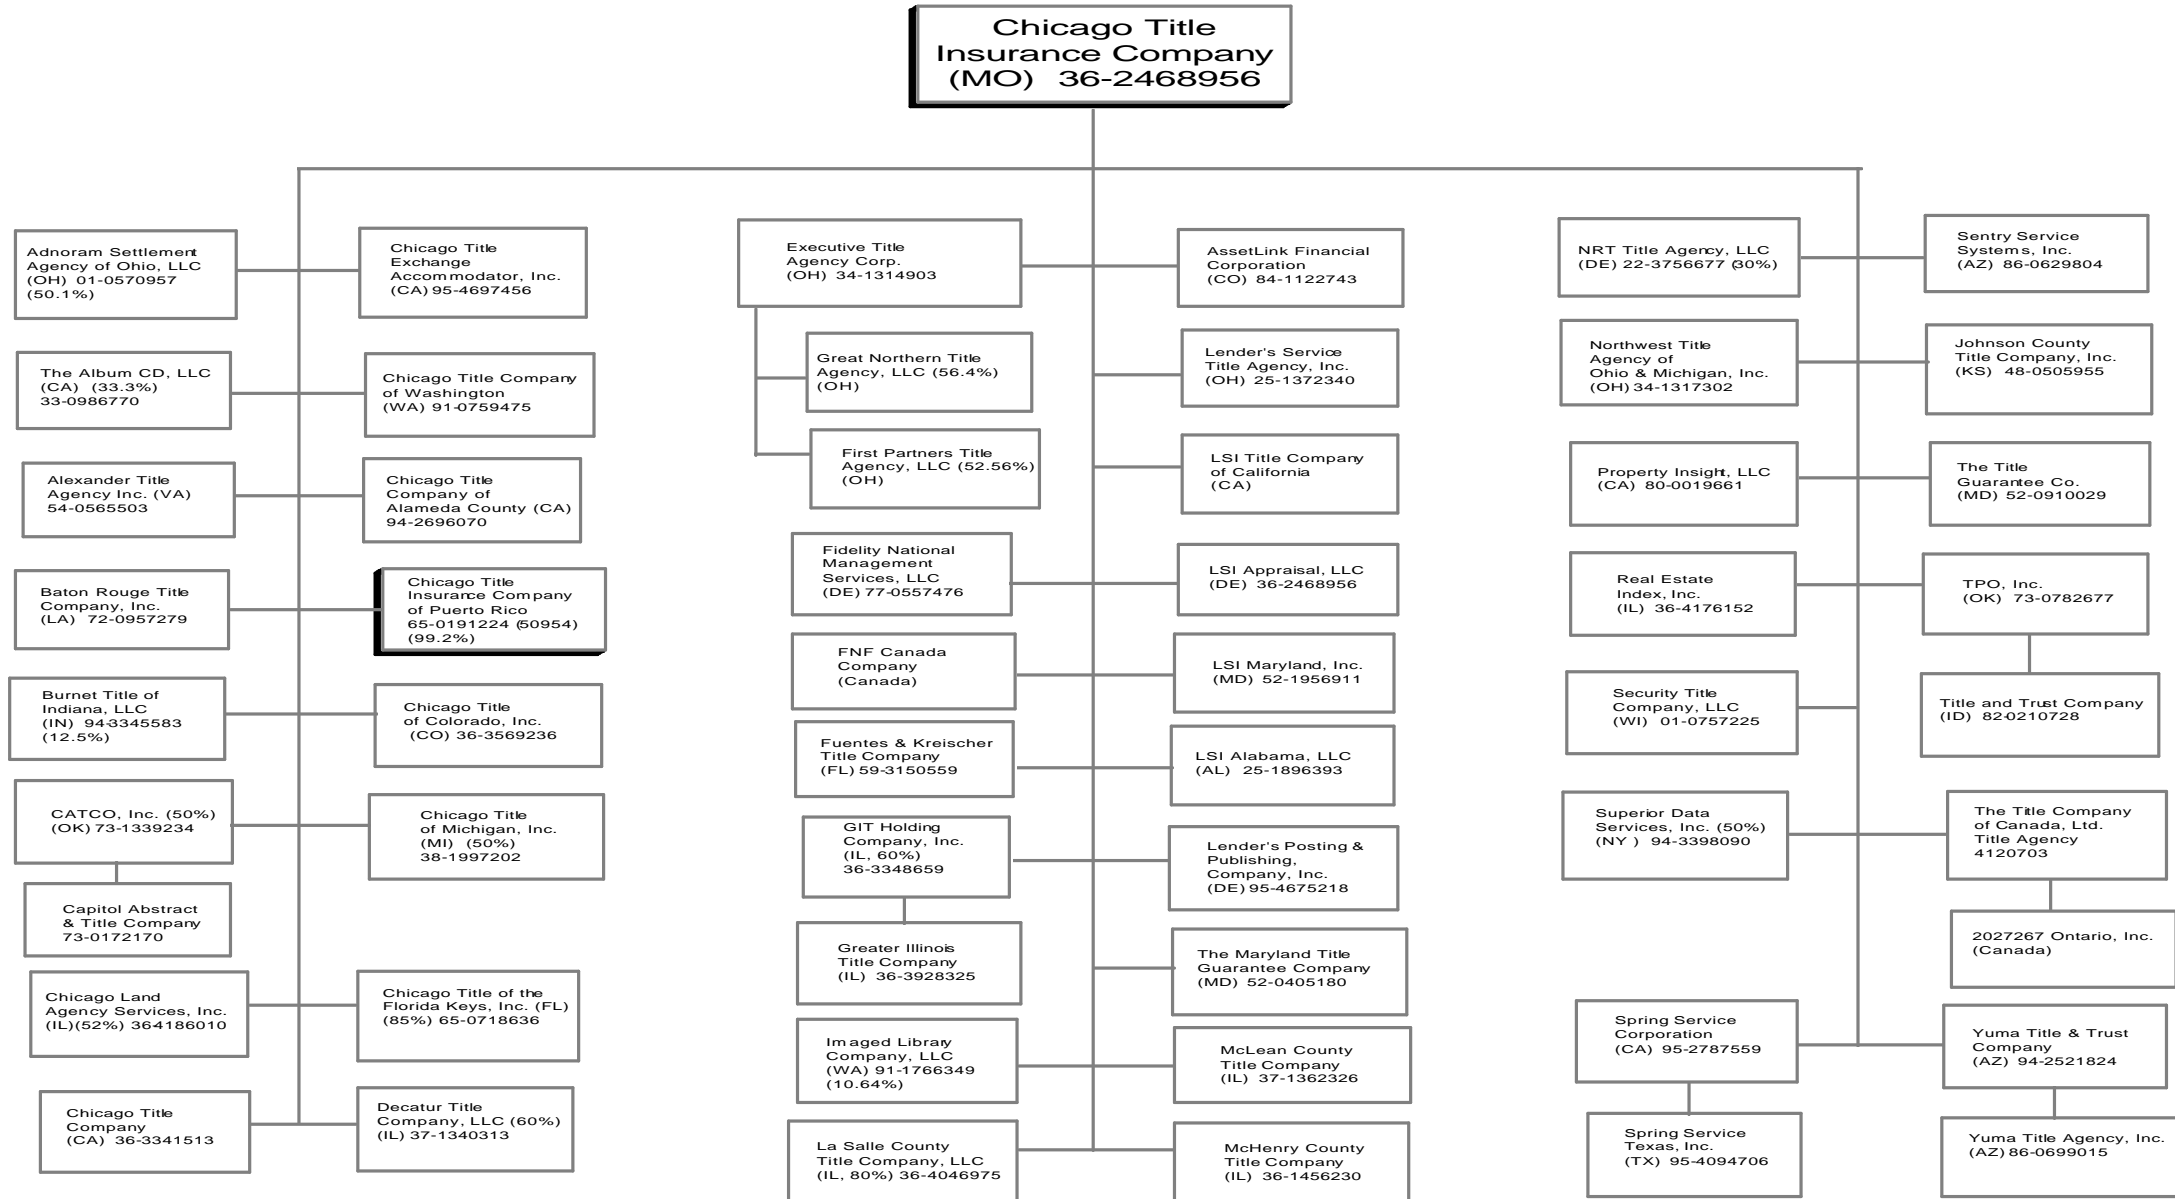 Chicago Title
Insurance Company
(MO) 36-2468956
Adnoram Settlement
Agency of Ohio, LLC
(OH) 01-0570957
(50.1%)
Chicago Title
Exchange
Accommodator, Inc.
(CA) 95-4697456
The Album CD, LLC
(CA) (33.3%)
33-0986770
Chicago Title Company
of Washington
(WA) 91-0759475
Alexander Title
Agency Inc. (VA)
54-0565503
Chicago Title
Company of
Alameda County (CA)
94-2696070
Baton Rouge Title
Company, Inc.
(LA) 72-0957279
Chicago Title
Insurance Company
of Puerto Rico
65-0191224 (50954)
(99.2%)
Burnet Title of
Indiana, LLC
(IN) 94-3345583
(12.5%)
Chicago Title
of Colorado, Inc.
(CO) 36-3569236
CATCO, Inc. (50%)
(OK) 73-1339234
Chicago Title
of Michigan, Inc.
(MI) (50%)
38-1997202
Capitol Abstract
& Title Company
73-0172170
Chicago Land
Agency Services, Inc.
(IL)(52%) 364186010
Chicago Title of the
Florida Keys, Inc. (FL)
(85%) 65-0718636
Chicago Title
Company
(CA) 36-3341513
Decatur Title
Company, LLC (60%)
(IL) 37-1340313
Executive Title
Agency Corp.
(OH) 34-1314903
AssetLink Financial
Corporation
(CO) 84-1122743
Great Northern Title
Agency, LLC (56.4%)
(OH)
Lender's Service
Title Agency, Inc.
(OH) 25-1372340
First Partners Title
Agency, LLC (52.56%)
(OH)
LSI Title Company
of California
(CA)
Fidelity National
Management
Services, LLC
(DE) 77-0557476
LSI Appraisal, LLC
(DE) 36-2468956
FNF Canada
Company
(Canada)
LSI Maryland, Inc.
(MD) 52-1956911
Fuentes & Kreischer
Title Company
(FL) 59-3150559
LSI Alabama, LLC
(AL) 25-1896393
GIT Holding
Company, Inc.
(IL, 60%)
36-3348659
Lender's Posting &
Publishing,
Company, Inc.
(DE) 95-4675218
Greater Illinois
Title Company
(IL) 36-3928325
The Maryland Title
Guarantee Company
(MD) 52-0405180
Imaged Library
Company, LLC
(WA) 91-1766349
(10.64%)
McLean County
Title Company
(IL) 37-1362326
La Salle County
Title Company, LLC
(IL, 80%) 36-4046975
McHenry County
Title Company
(IL) 36-1456230
NRT Title Agency, LLC
(DE) 22-3756677 (30%)
Sentry Service
Systems, Inc.
(AZ) 86-0629804
Northwest Title
Agency of
Ohio & Michigan, Inc.
(OH) 34-1317302
Johnson County
Title Company, Inc.
(KS) 48-0505955
Property Insight, LLC
(CA) 80-0019661
The Title
Guarantee Co.
(MD) 52-0910029
Real Estate
Index, Inc.
(IL) 36-4176152
TPO, Inc.
(OK) 73-0782677
Security Title
Company, LLC
(WI) 01-0757225
Title and Trust Company
(ID) 82-0210728
Superior Data
Services, Inc. (50%)
(NY ) 94-3398090
The Title Company
of Canada, Ltd.
Title Agency
4120703
2027267 Ontario, Inc.
(Canada)
Spring Service
Corporation
(CA) 95-2787559
Yuma Title & Trust
Company
(AZ) 94-2521824
Spring Service
Texas, Inc.
(TX) 95-4094706
Yuma Title Agency, Inc.
(AZ) 86-0699015